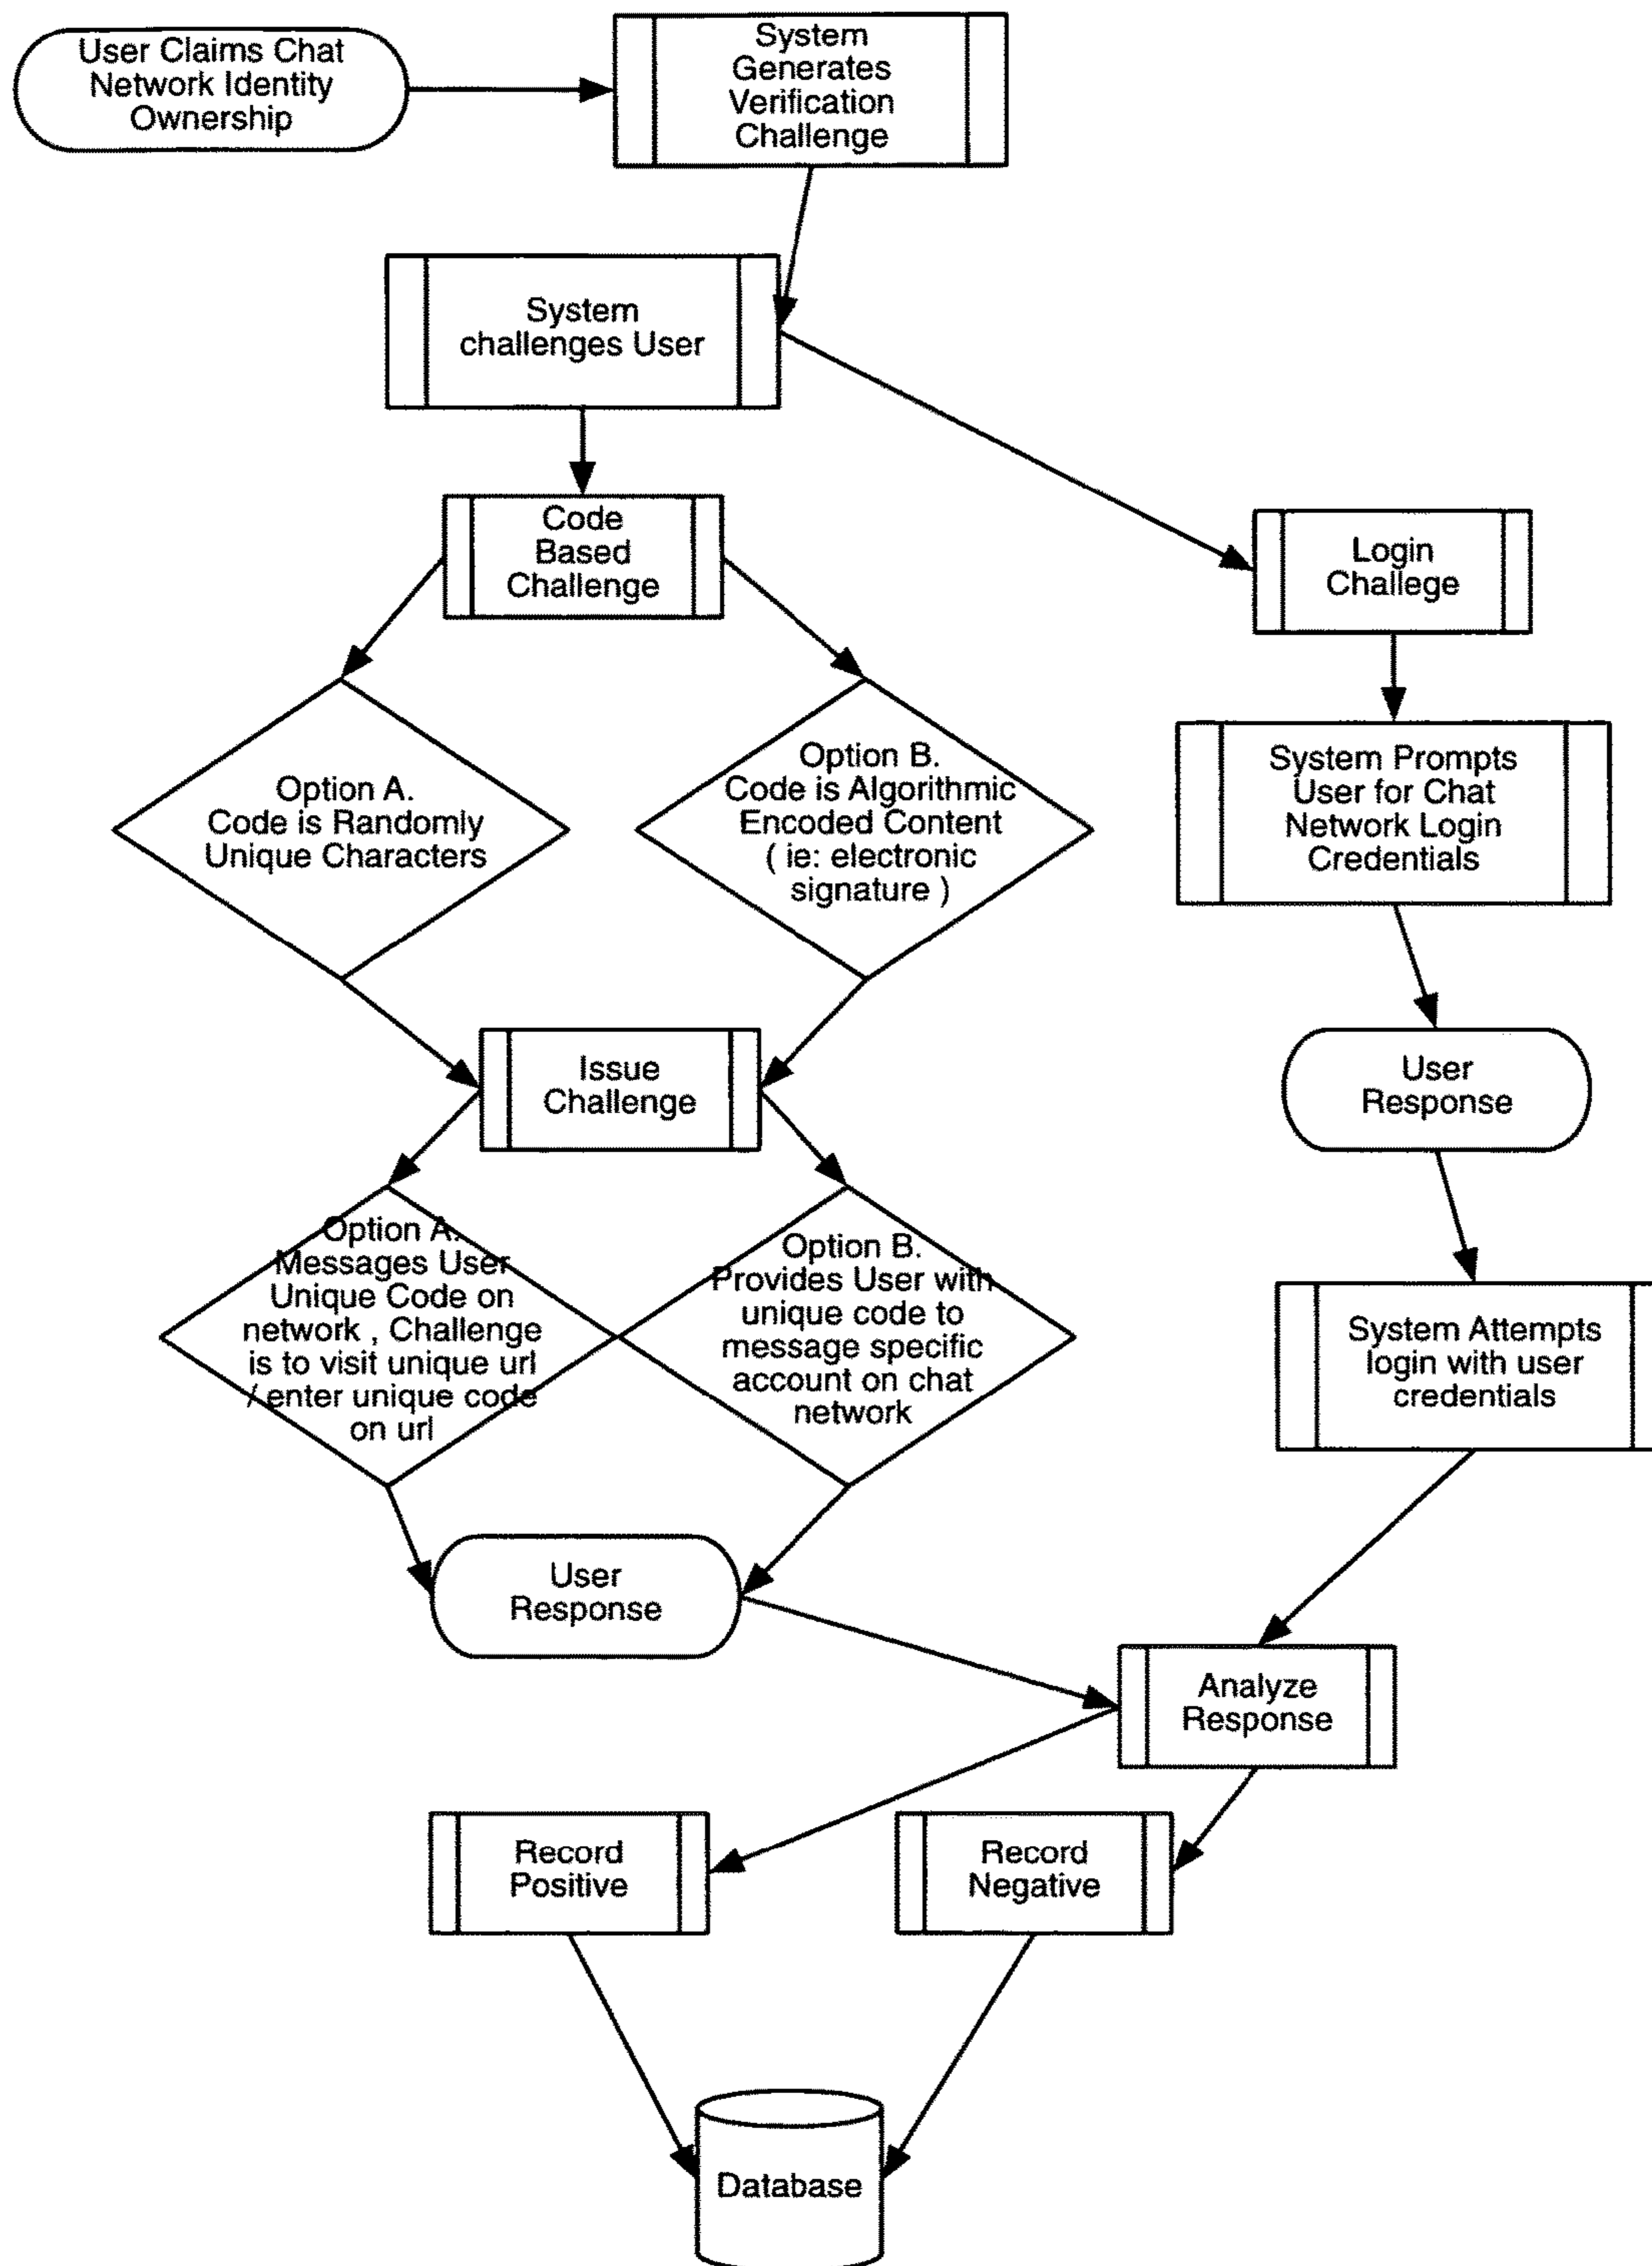 User Claims Chat
Network Identity
Ownership
System
Generates
Verification
Challenge
System
challenges User
Code
Based
Challenge
Login
Challege
Option A.
Code is Randomly
Unique Characters
Option B.
Code is Algorithmic
Encoded Content
( ie: electronic
signature )
System Prompts
User for Chat
Network Login
Credentials
Issue
Challenge
User
Response
Option A.
Messages User
Unique Code on
network , Challenge
is to visit unique url
/ enter unique code
on url
Option B.
Provides User with
unique code to
message specific
account on chat
network
System Attempts
login with user
credentials
User
Response
Analyze
Response
Record
Positive
Record
Negative
Database